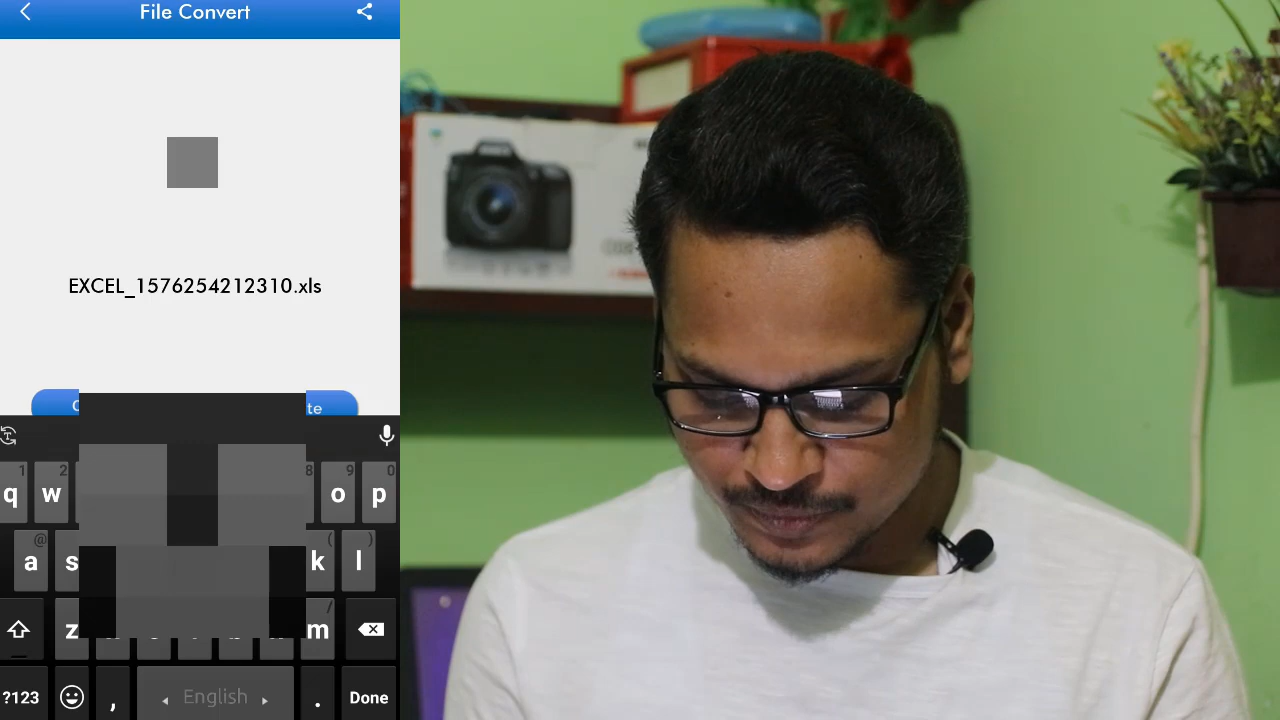 File Convert
EXCEL_1576254212310.xls
te
1 2 8 9 0
q w o p
@ ( )
a s k l
/
z m
?123 , English . Done